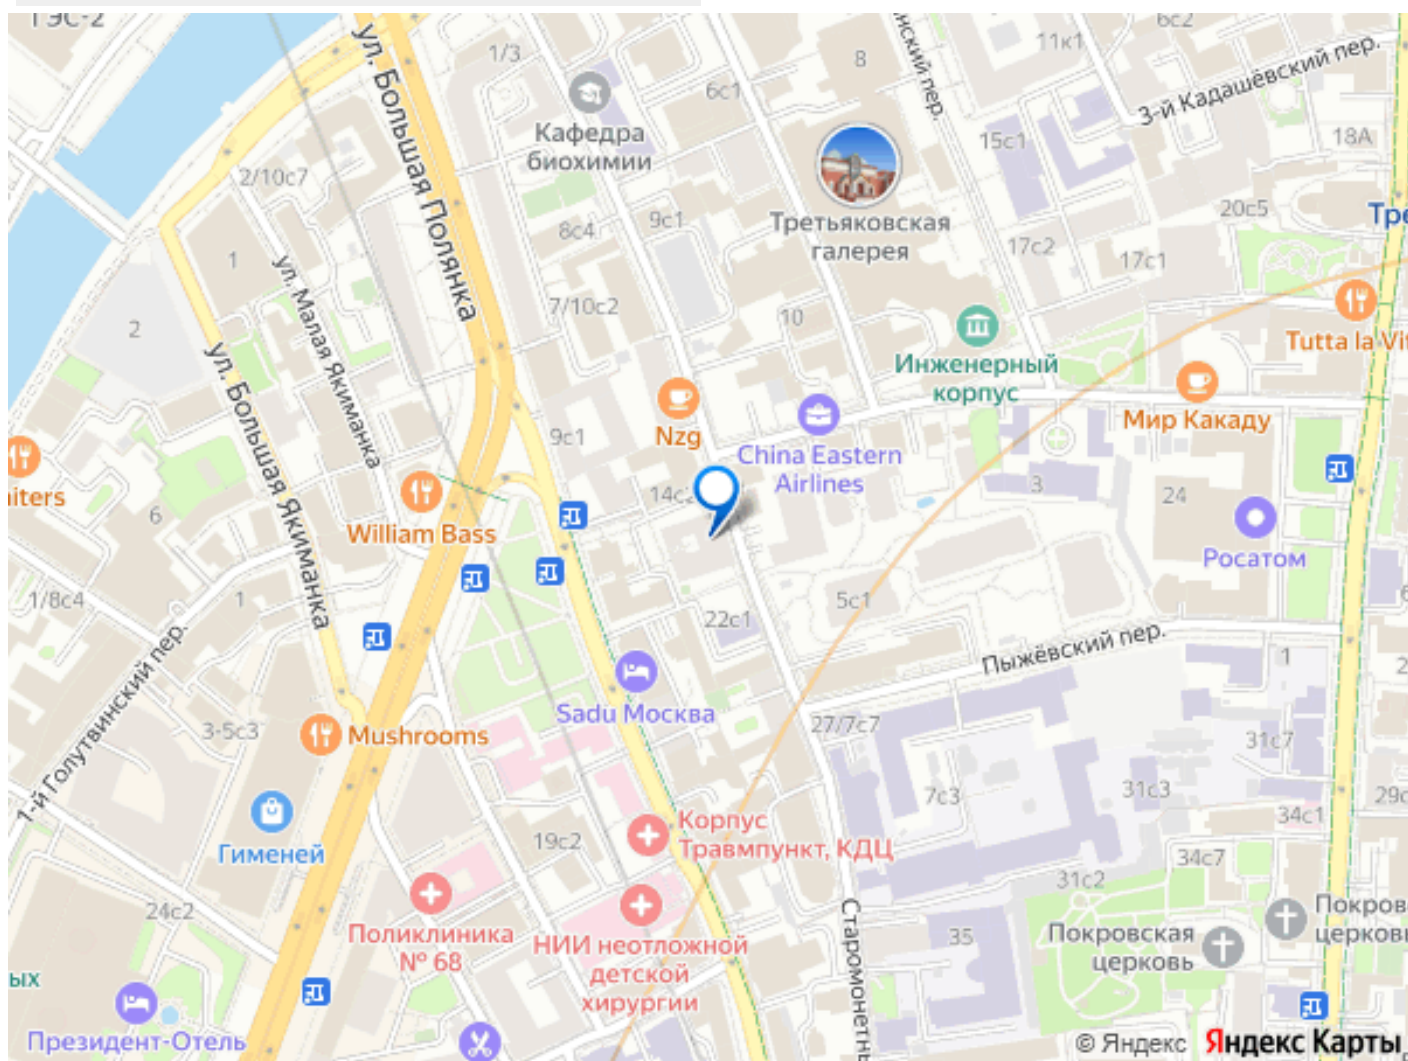 ГЭС-2
ул. Большая Полянка
1/3
Кафедра
биохимии
6с1
8
11к1
6с2
3-й Кадашёвский пер.
15с1
18А
2/10с7
Третьяковская
галерея
9с1
8с4
20с5
17с2
17с1
1
ул. Малая Якиманка
7/10с2
10
2
Инженерный
корпус
Tutta la
ул. Большая Якиманка
Nzg
Мир Какаду
9с1
China Eastern
Airlines
6
William Bass
3
24
Росатом
1/8с4
1
5с1
22с1
Пыжёвский пер.
1
1-й Голутвинский пер.
Sadu Москва
3-5с3
Mushrooms
27/7с7
31с7
7с3
31с3
34с1
Гименей
19с2
Корпус
Травмпункт, КДЦ
34с7
31с2
24с2
Поликлиника
№ 68
НИИ неотложной
детской
хирургии
35
Покровская
церковь
Президент-Отель
© Яндекс
Яндекс Карты